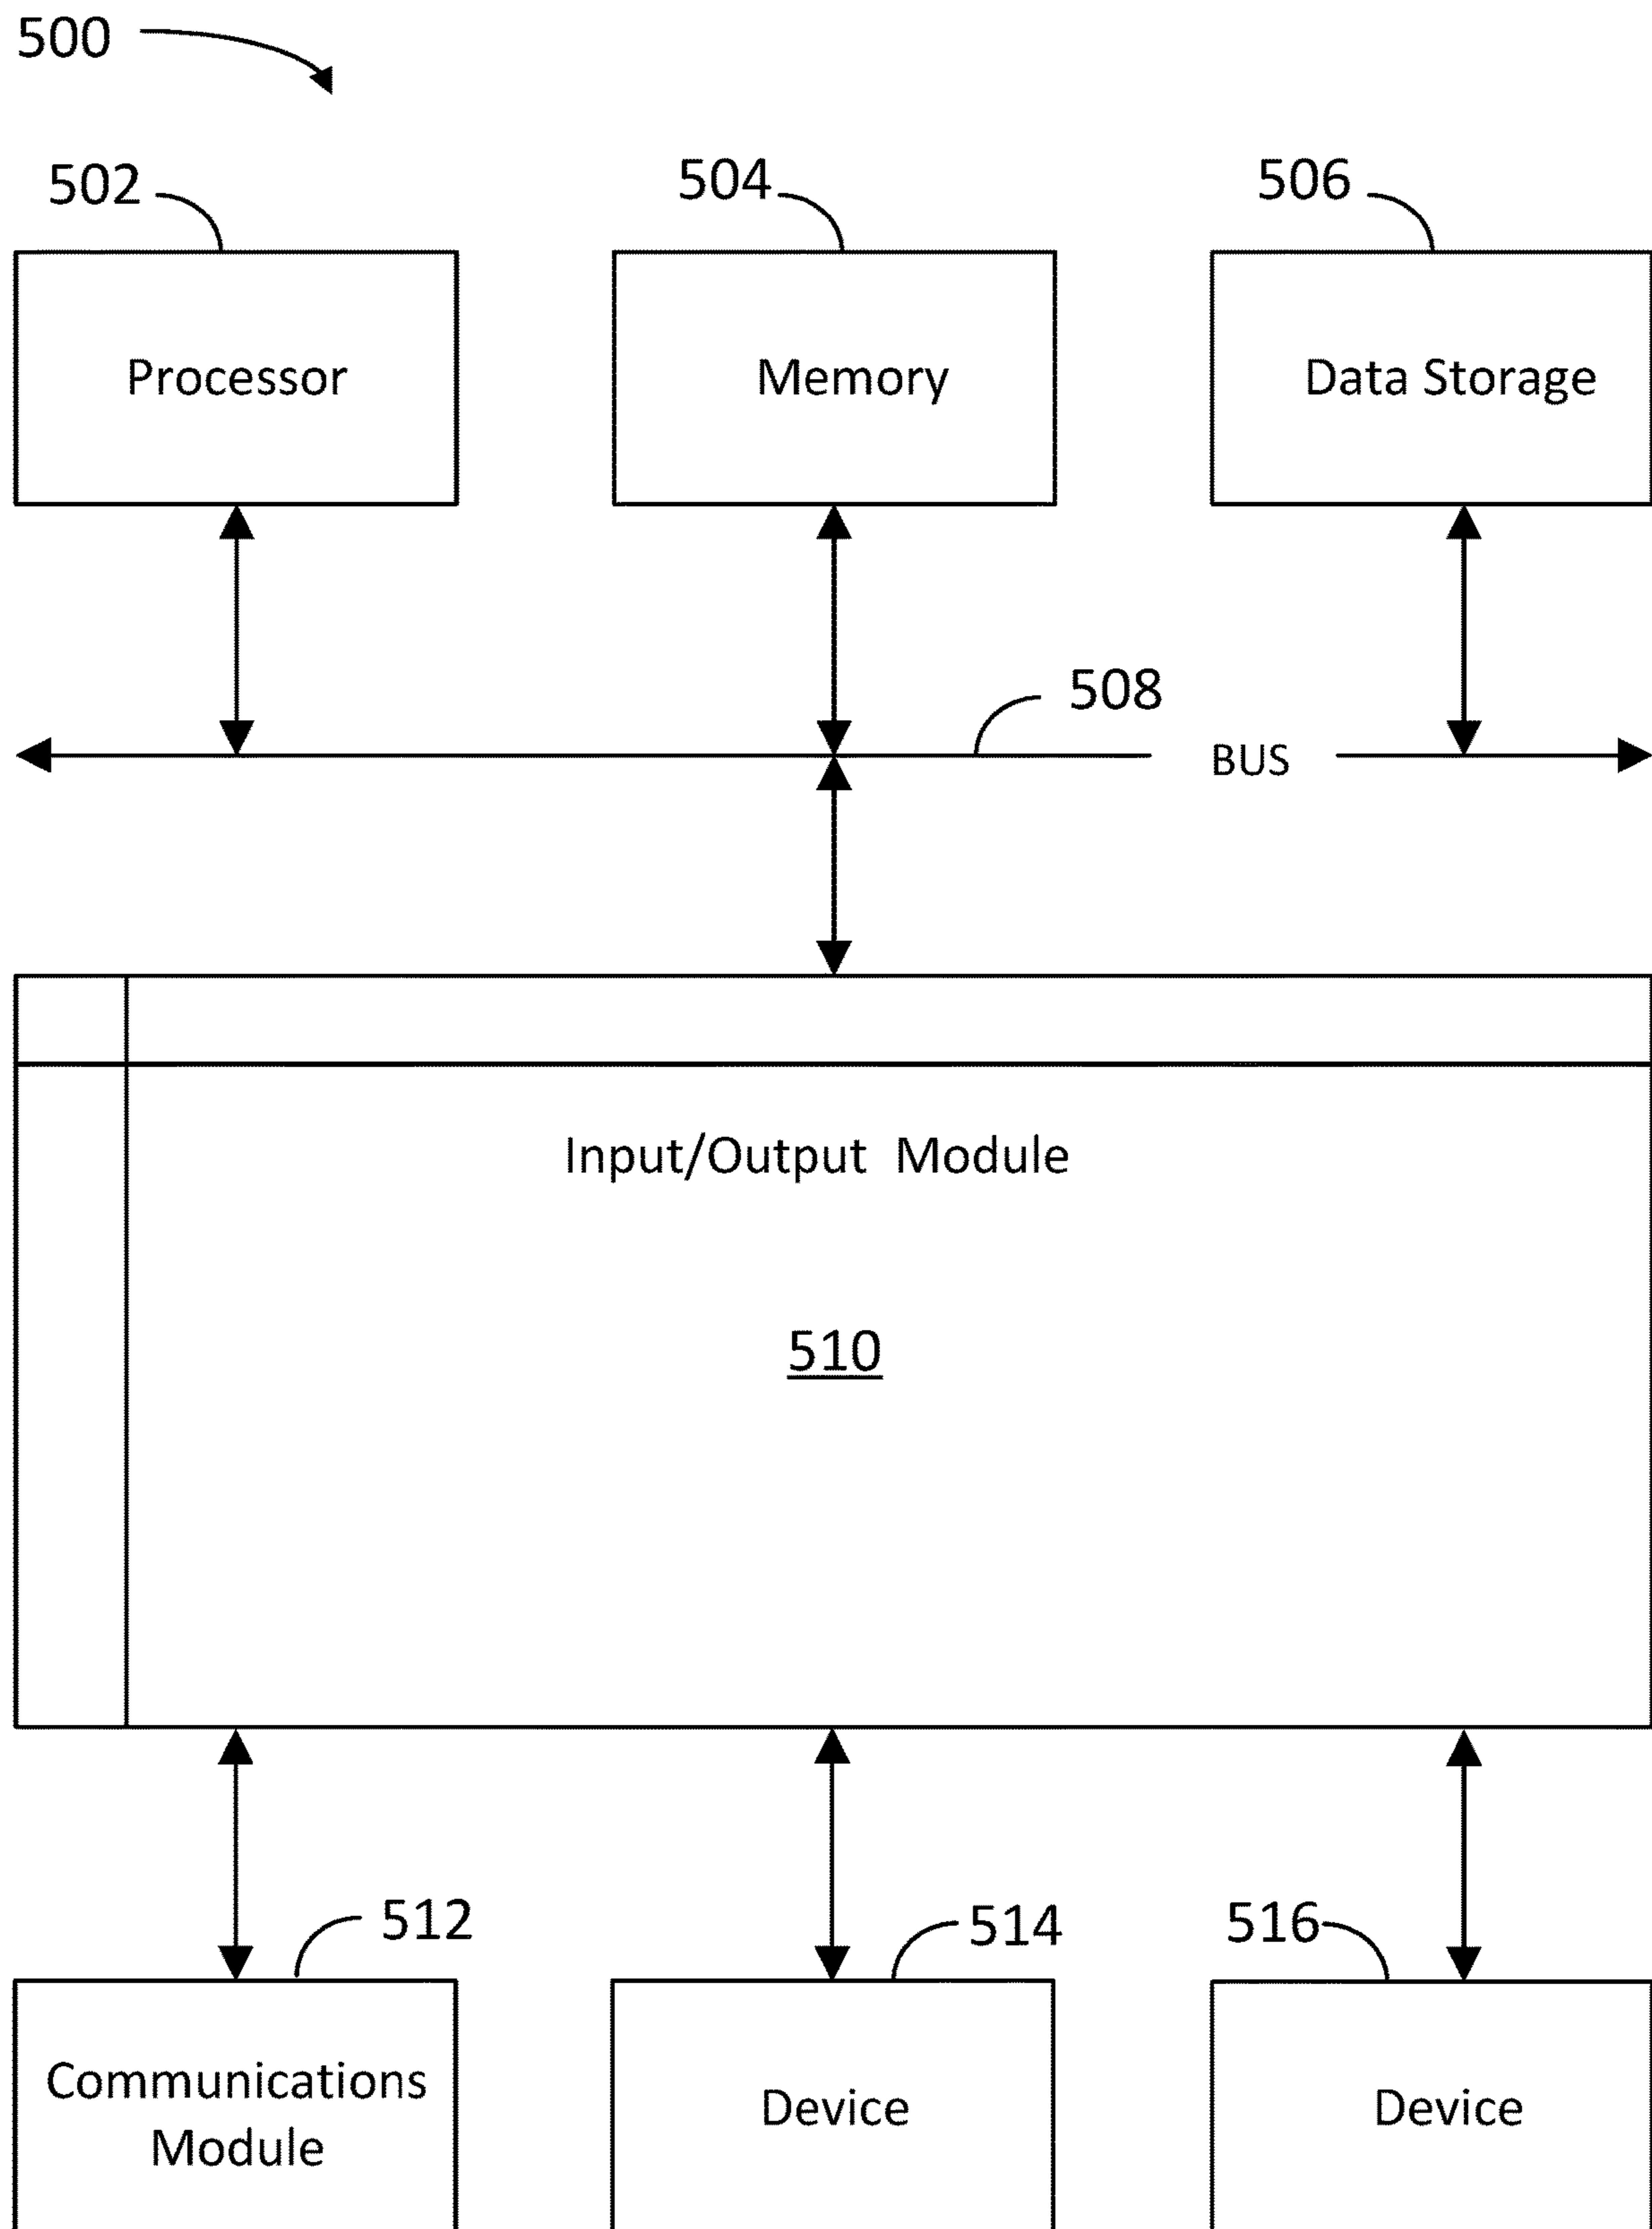 500
502
504
506
Processor
Memory
Data Storage
508
BUS
Input/Output Module
510
512
514
516
Communications
Module
Device
Device